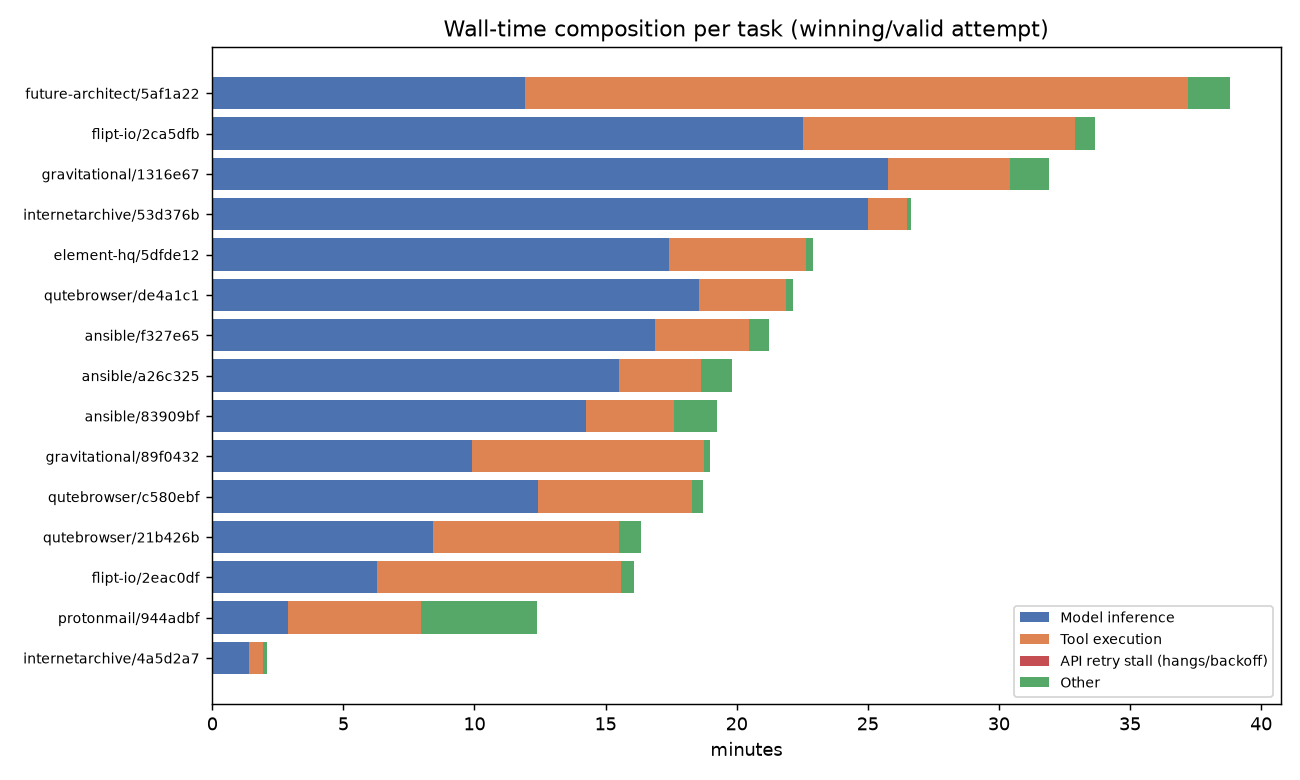 Wall-time composition per task (winning/valid attempt)
future-architect/5af1a22
flipt-io/2ca5dfb
gravitational/1316e67
internetarchive/53d376b
element-hq/5dfde12
qutebrowser/de4a1c1
ansible/f327e65
ansible/a26c325
ansible/83909bf
gravitational/89f0432
qutebrowser/c580ebf
qutebrowser/21b426b
flipt-io/2eac0df
protonmail/944adbf
internetarchive/4a5d2a7
Model inference
Tool execution
API retry stall (hangs/backoff)
Other
0 5 10 15 20 25 30 35 40
minutes